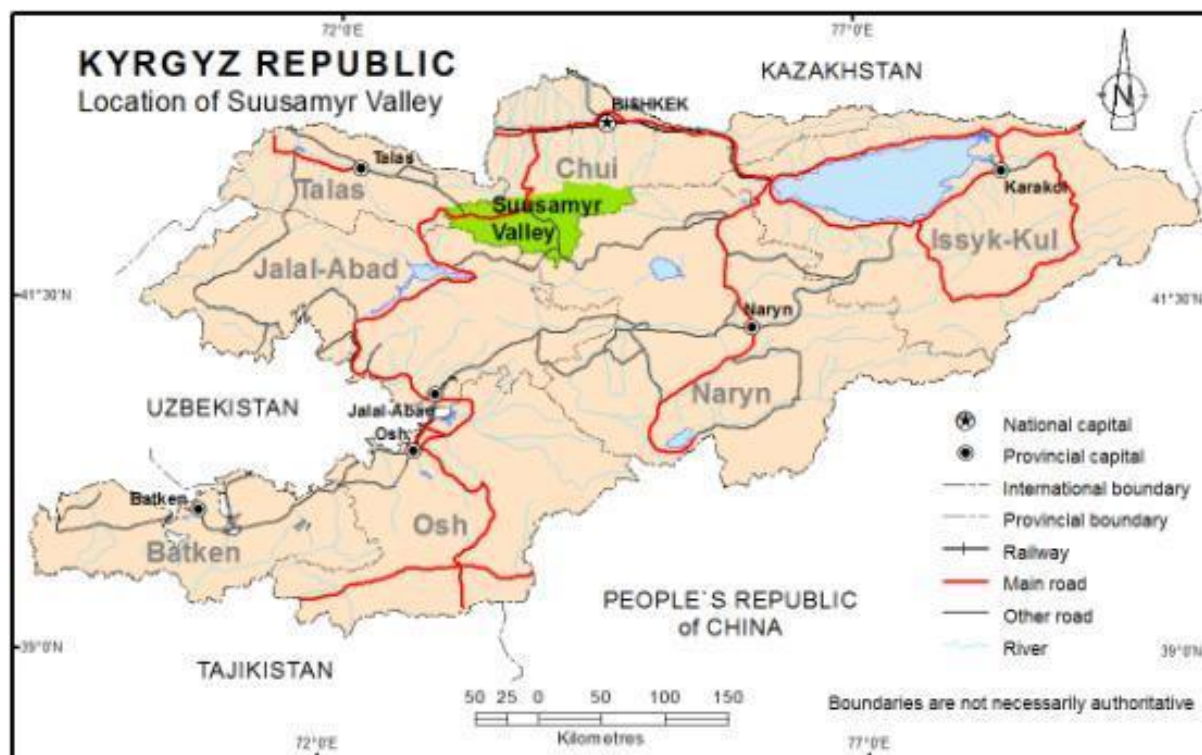 72°0'E
77°0'E
KYRGYZ REPUBLIC
Location of Suusamyr Valley
KAZAKHSTAN
N
BISHKEK
Chui
Talas
Talas
Karakol
Suusamyr
Valley
Issyk-Kul
Jalal-Abad
41°30'N
41°30'N
Naryn
Naryn
UZBEKISTAN
Jalal-Abad
Osh
National capital
Provincial capital
Batken
International boundary
Osh
Provincial boundary
Batken
Railway
Main road
PEOPLE`S REPUBLIC
of CHINA
Other road
39°0'N
River
39°0'N
TAJIKISTAN
50 25 0 50 100 150
Kilometres
Boundaries are not necessarily authoritative
72°0'E
77°0'E